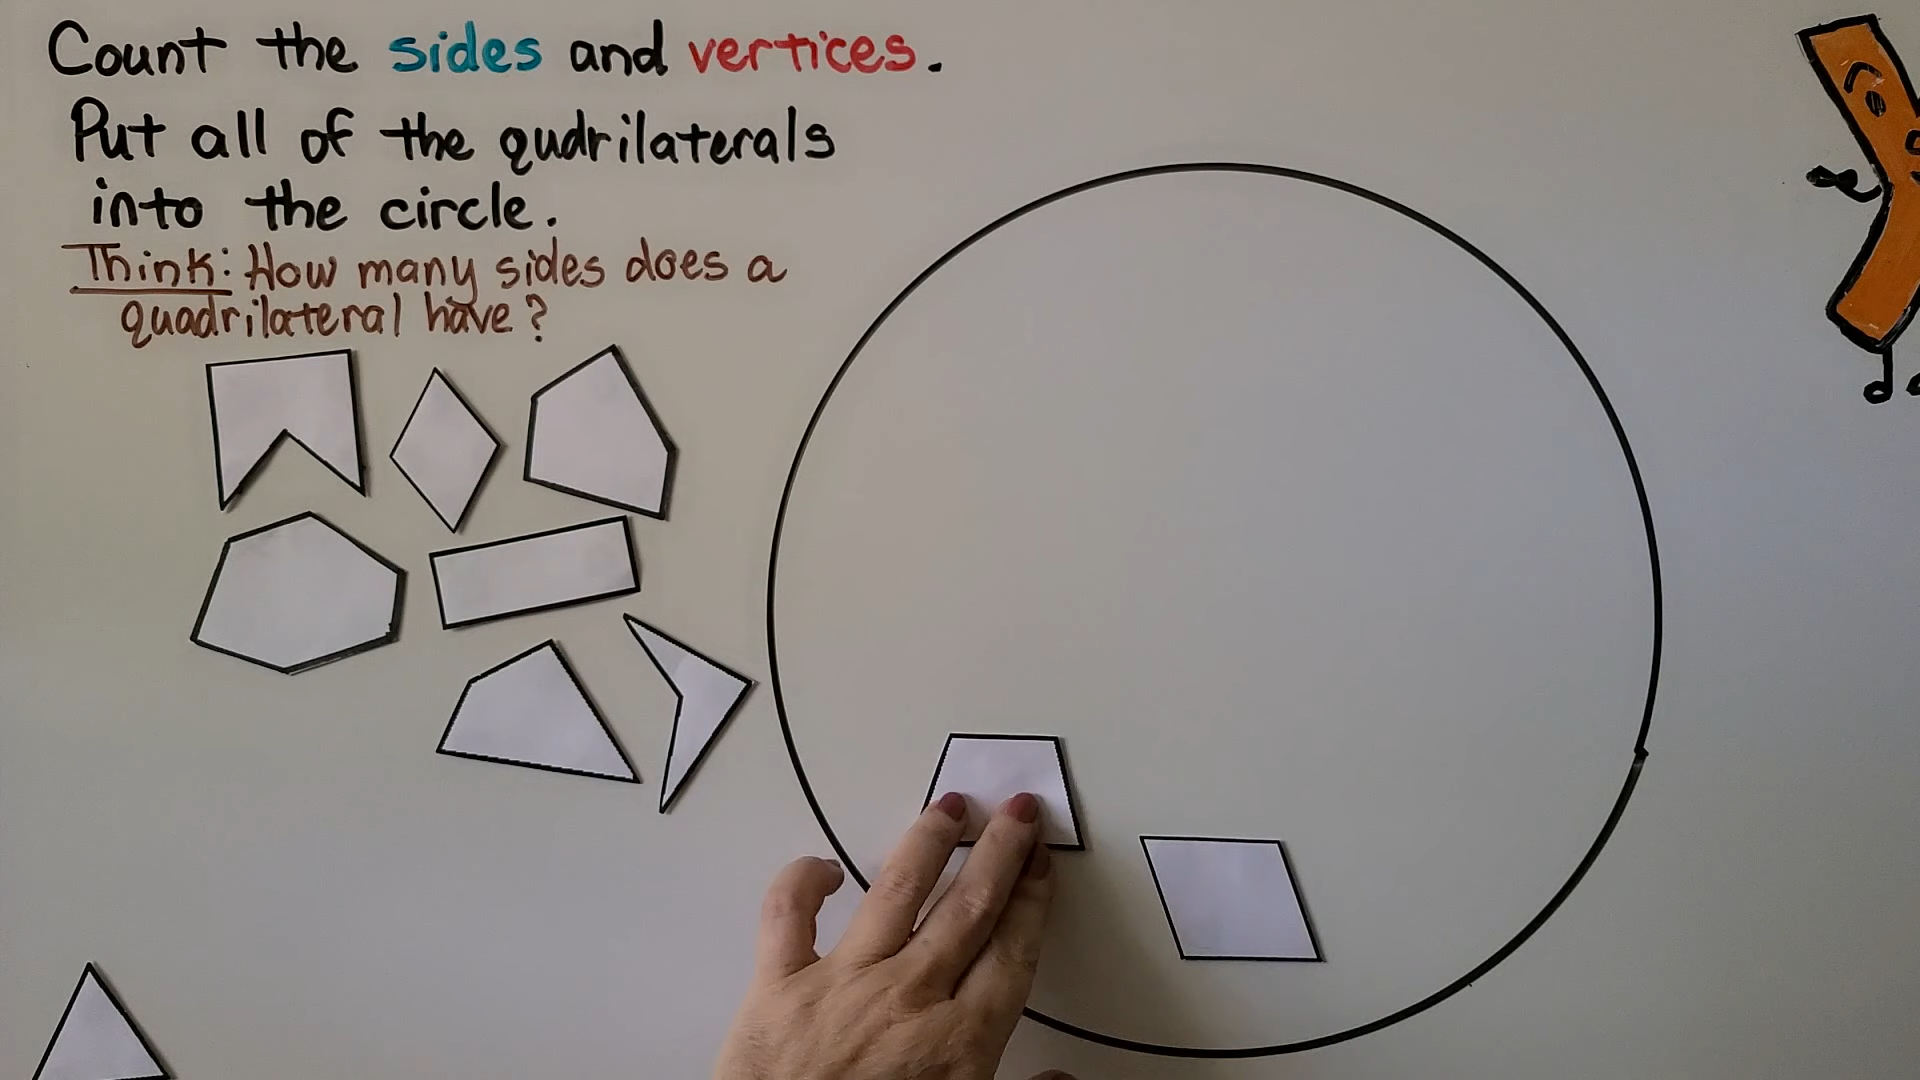 Count the sides and vertices.
Put all of the qudrilaterals
into the circle.
Think: How many sides does a
quadrilateral have?